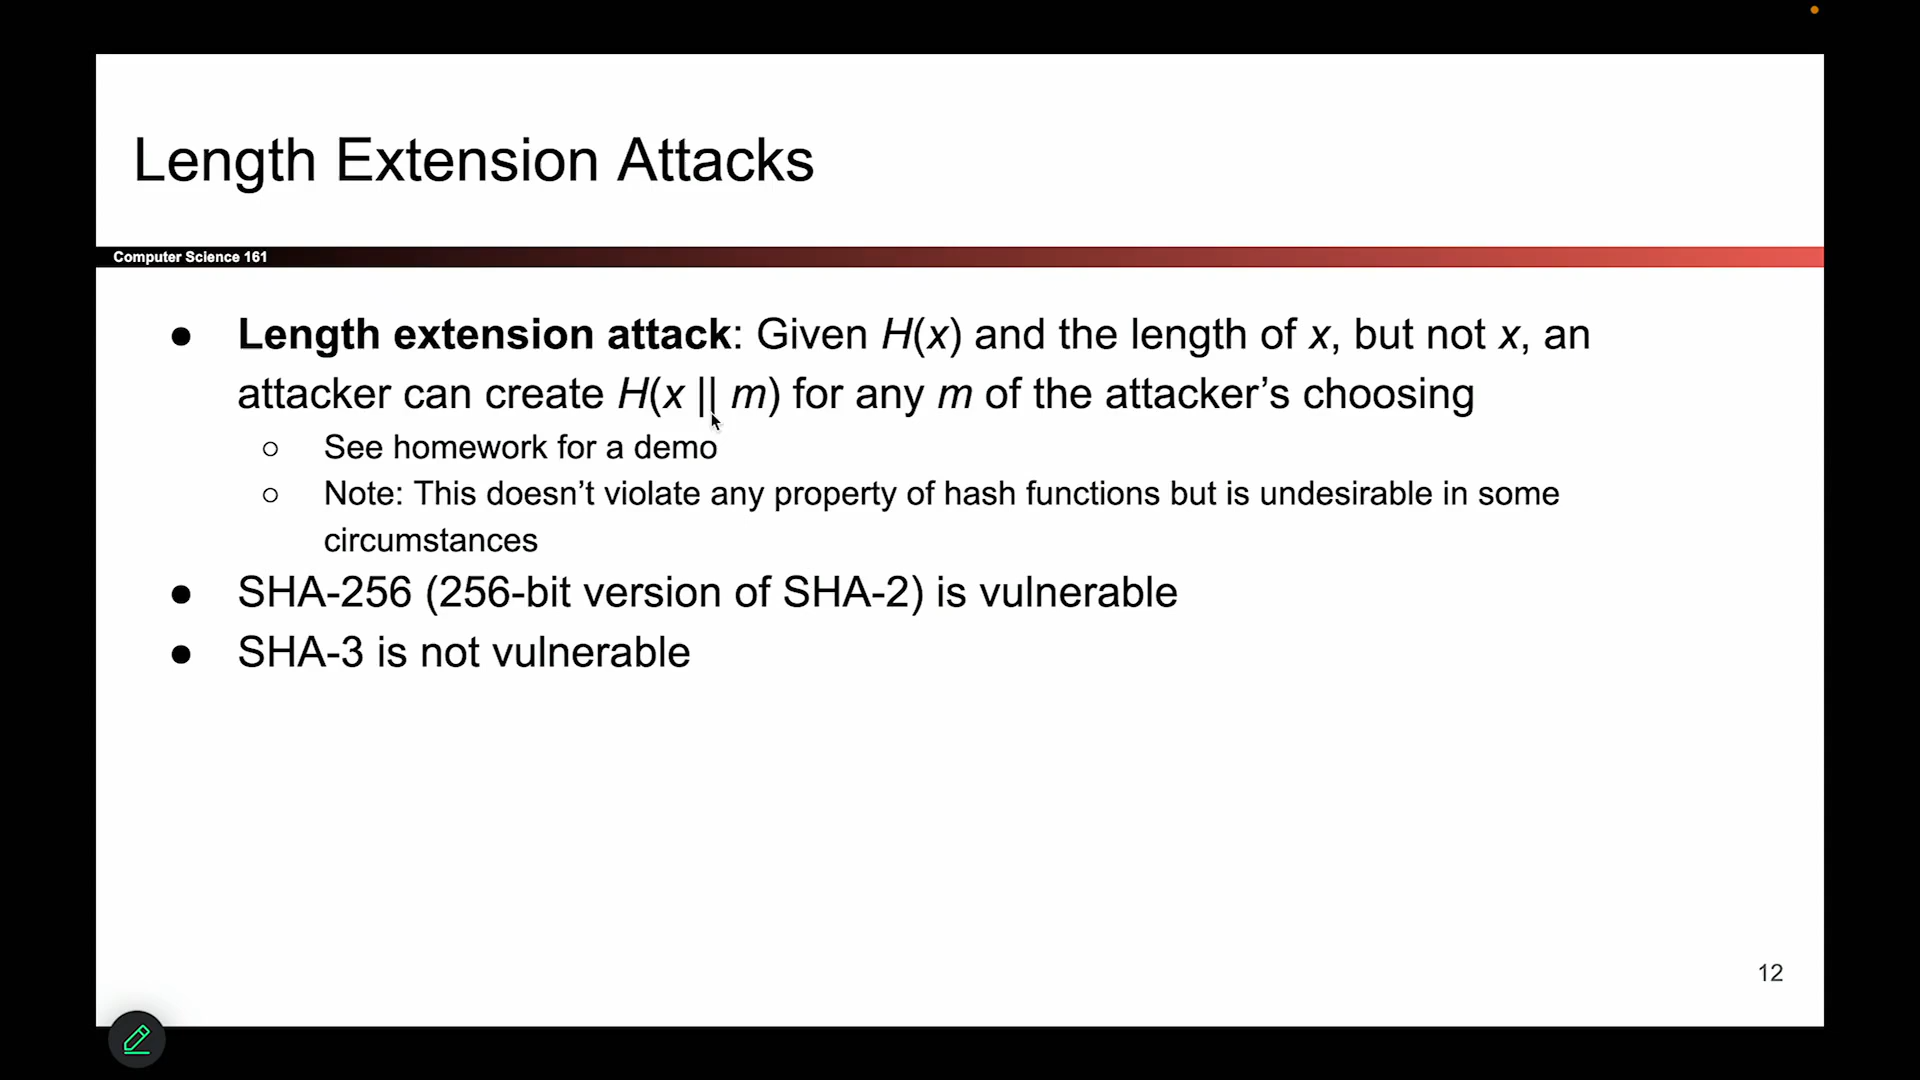 Length Extension Attacks
Computer Science 161
● Length extension attack: Given H(x) and the length of x, but not x, an
attacker can create H(x || m) for any m of the attacker’s choosing
○ See homework for a demo
○ Note: This doesn’t violate any property of hash functions but is undesirable in some
circumstances
● SHA-256 (256-bit version of SHA-2) is vulnerable
● SHA-3 is not vulnerable
12